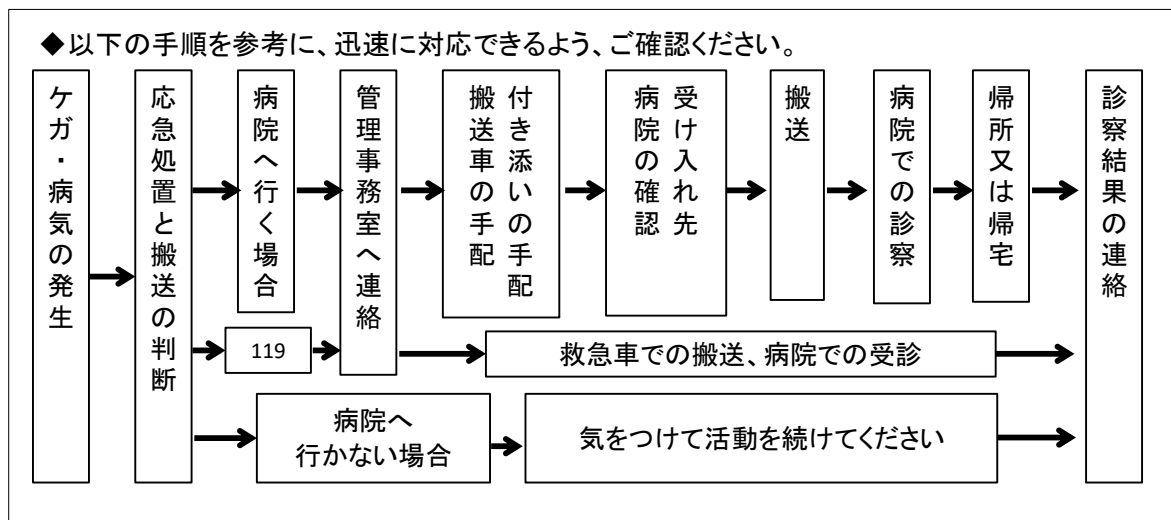 ◆以下の手順を参考に、迅速に対応できるよう、ご確認ください。
ケガ・病気の発生
応急処置と搬送の判断
病院へ行く場合
管理事務室へ連絡
付き添いの手配
搬送車の手配
受け入れ先
病院の確認
搬送
病院での診察
帰所又は帰宅
診察結果の連絡
119
救急車での搬送、病院での受診
病院へ
行かない場合
気をつけて活動を続けてください